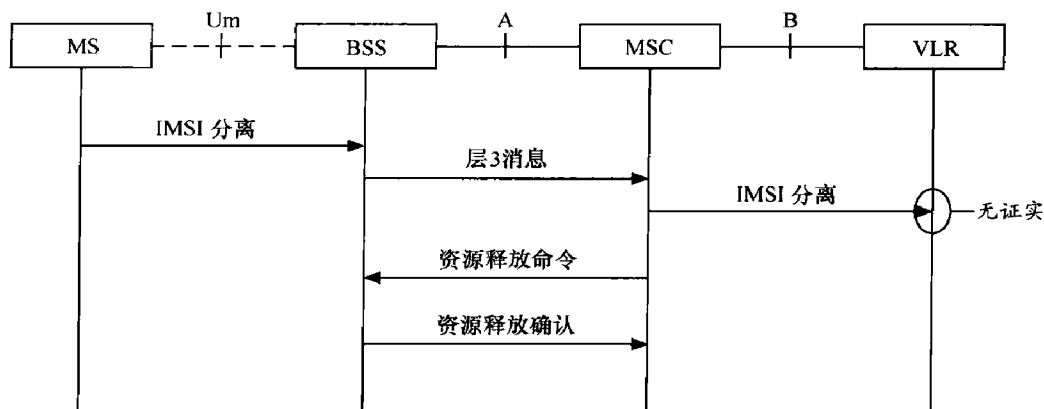 Um
A
B
MS
BSS
MSC
VLR
IMSI 分离
层3消息
IMSI 分离
无证实
资源释放命令
资源释放确认